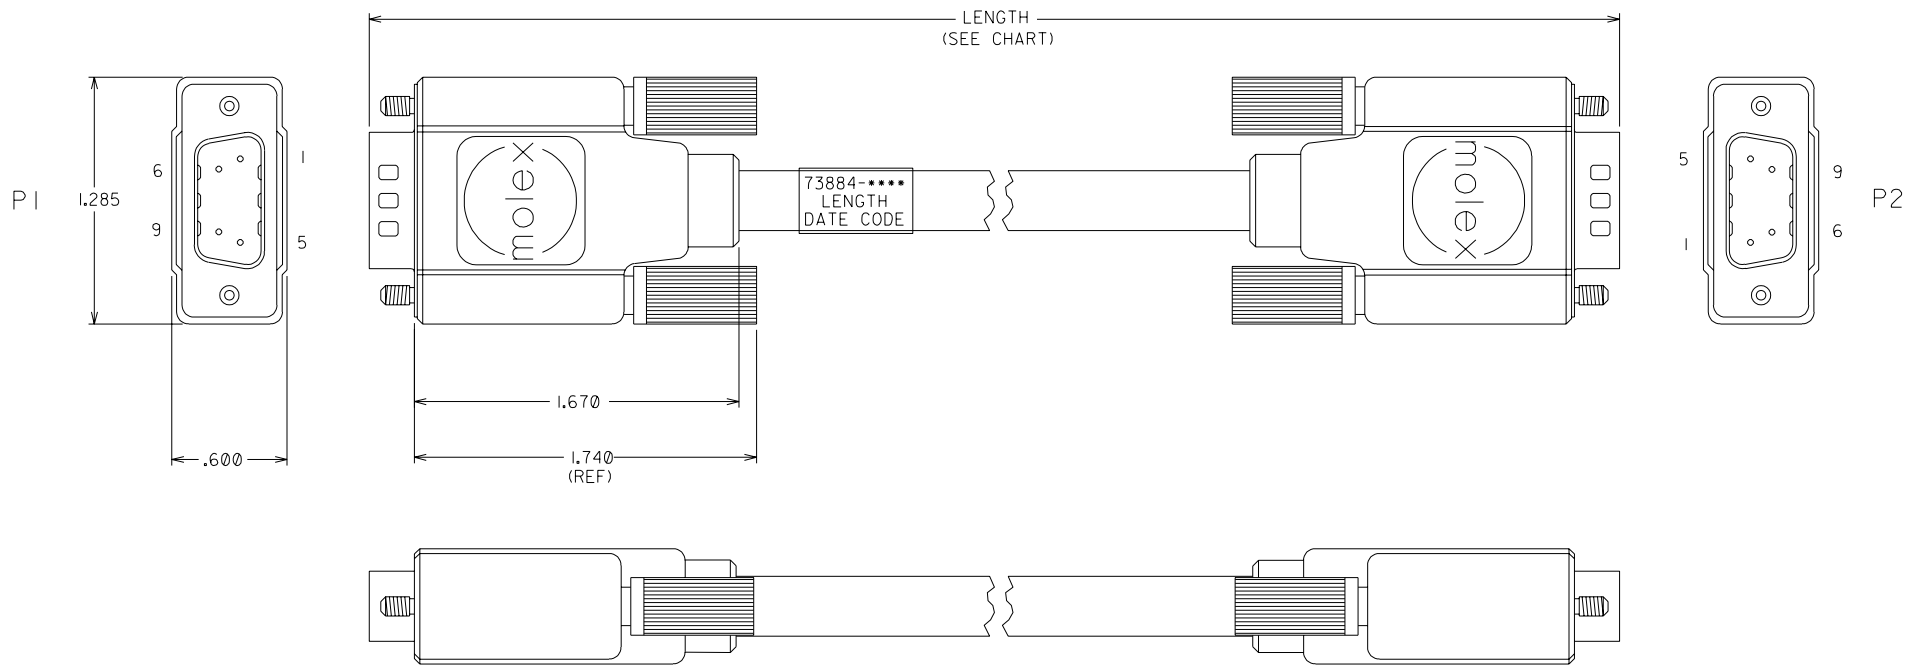 LENGTH
(SEE CHART)
P1
1.285
6
1
9
5
.600
molex
73884-****
LENGTH
DATE CODE
molex
5
9
1
6
P2
1.670
1.740
(REF)